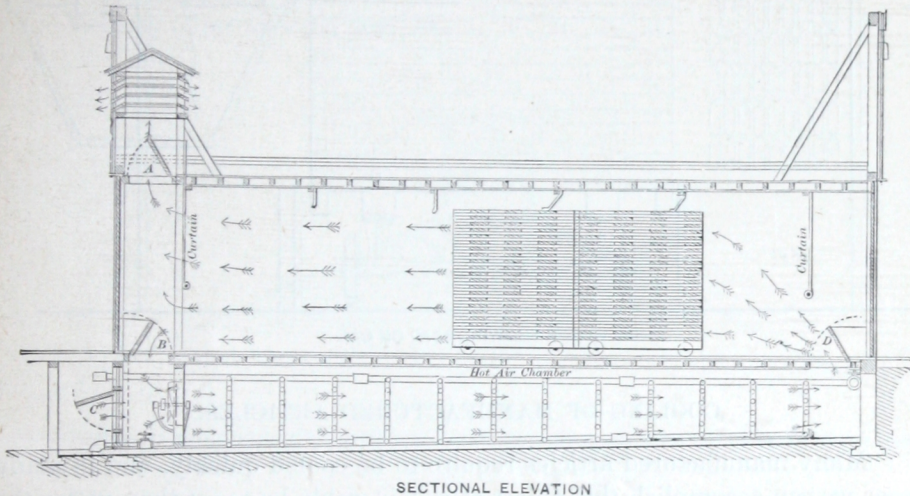 A
Curtain
Curtain
B
D
Hot Air Chamber
C
SECTIONAL ELEVATION